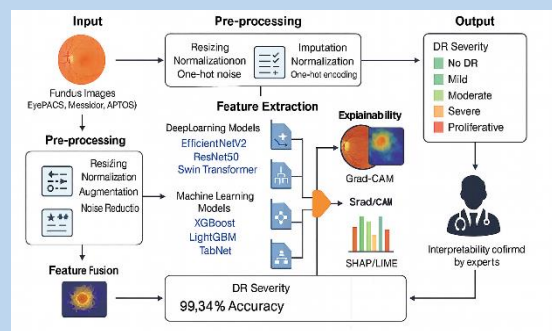 Input
Pre-processing
Output
Resizing
Normalizationon
One-hot noise
Imputation
Normalization
One-hot encoding
DR Severity
No DR
Mild
Moderate
Severe
Proliferative
Fundus Images
EyePACS, Messidor, APTOS)
Pre-processing
Resiƶing
Normalization
Augmentation
Noise Reductio
Feature Extraction
DeepLearning Models
EfficientNetV2
ResNet50
Swin Transformer
Machine Learning
Models
XGBoost
LightGBM
TabNet
Explainability
Grad-CAM
Srad/CAM
SHAP/LIME
Interpretability cofirmd
by experts
Feature Fusion
DR Severity
99,34% Accuracy